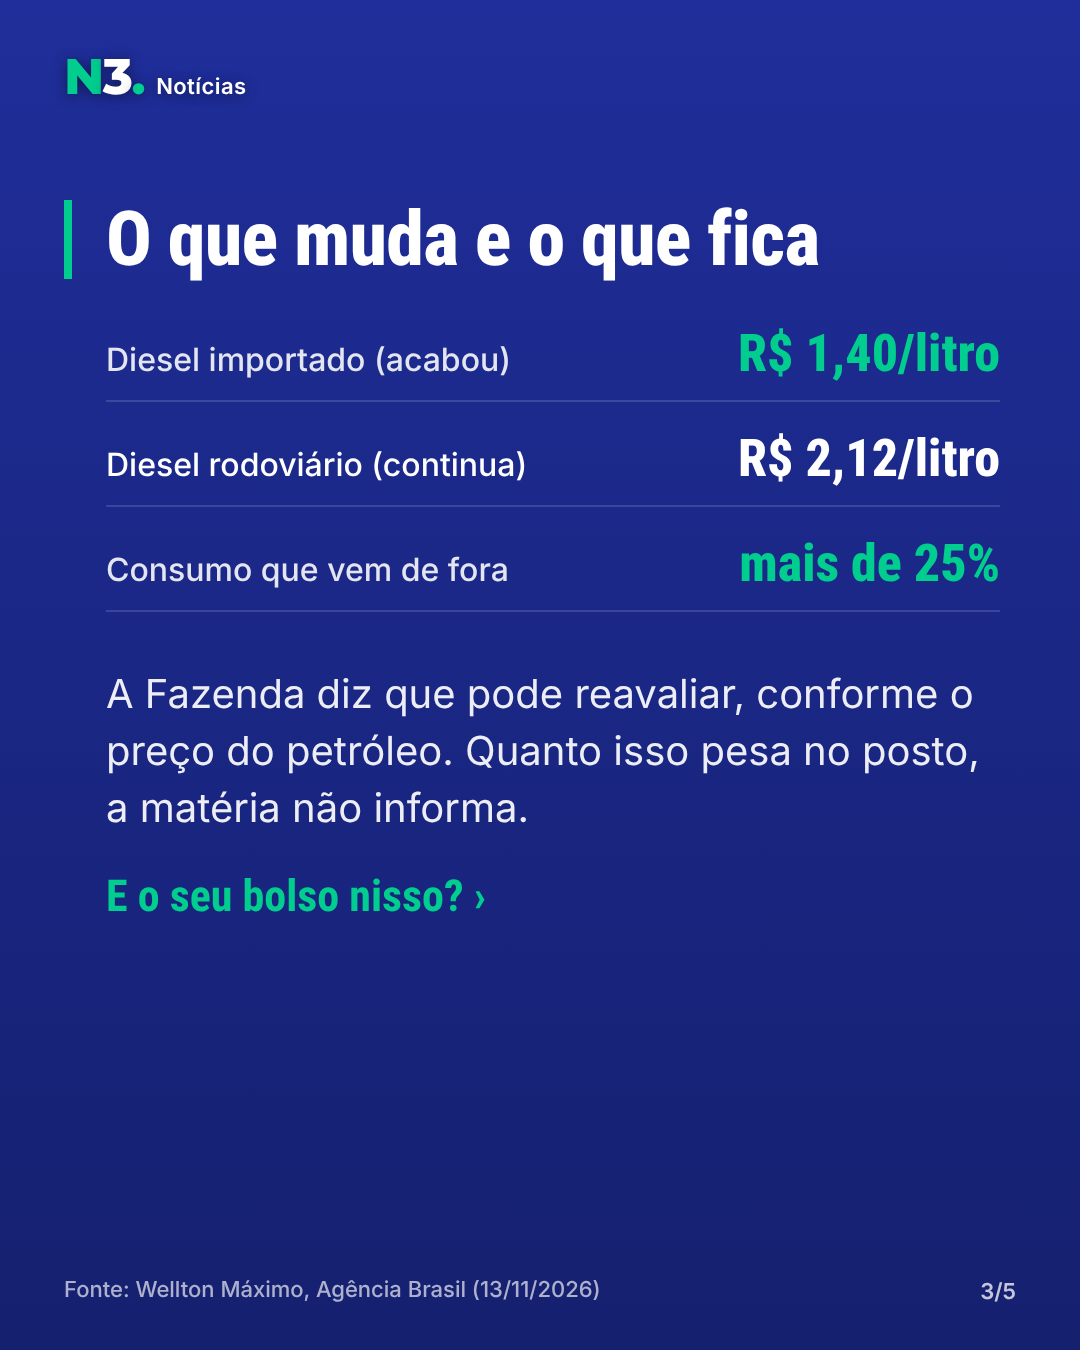 N3. Notícias
O que muda e o que fica
Diesel importado (acabou) R$ 1,40/litro
Diesel rodoviário (continua) R$ 2,12/litro
Consumo que vem de fora mais de 25%
A Fazenda diz que pode reavaliar, conforme o
preço do petróleo. Quanto isso pesa no posto,
a matéria não informa.
E o seu bolso nisso? ›
Fonte: Wellton Máximo, Agência Brasil (13/11/2026) 3/5